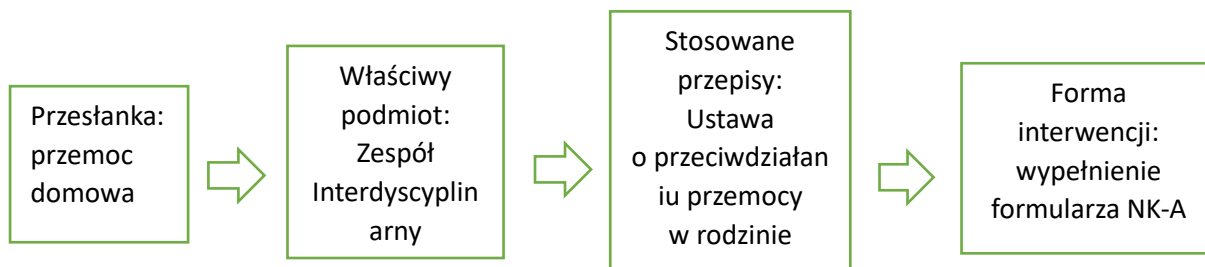 Przesłanka:
przemoc
domowa
Właściwy
podmiot:
Zespół
Interdyscyplin
arny
Stosowane
przepisy:
Ustawa
o przeciwdziałan
iu przemocy
w rodzinie
Forma
interwencji:
wypełnienie
formularza NK-A